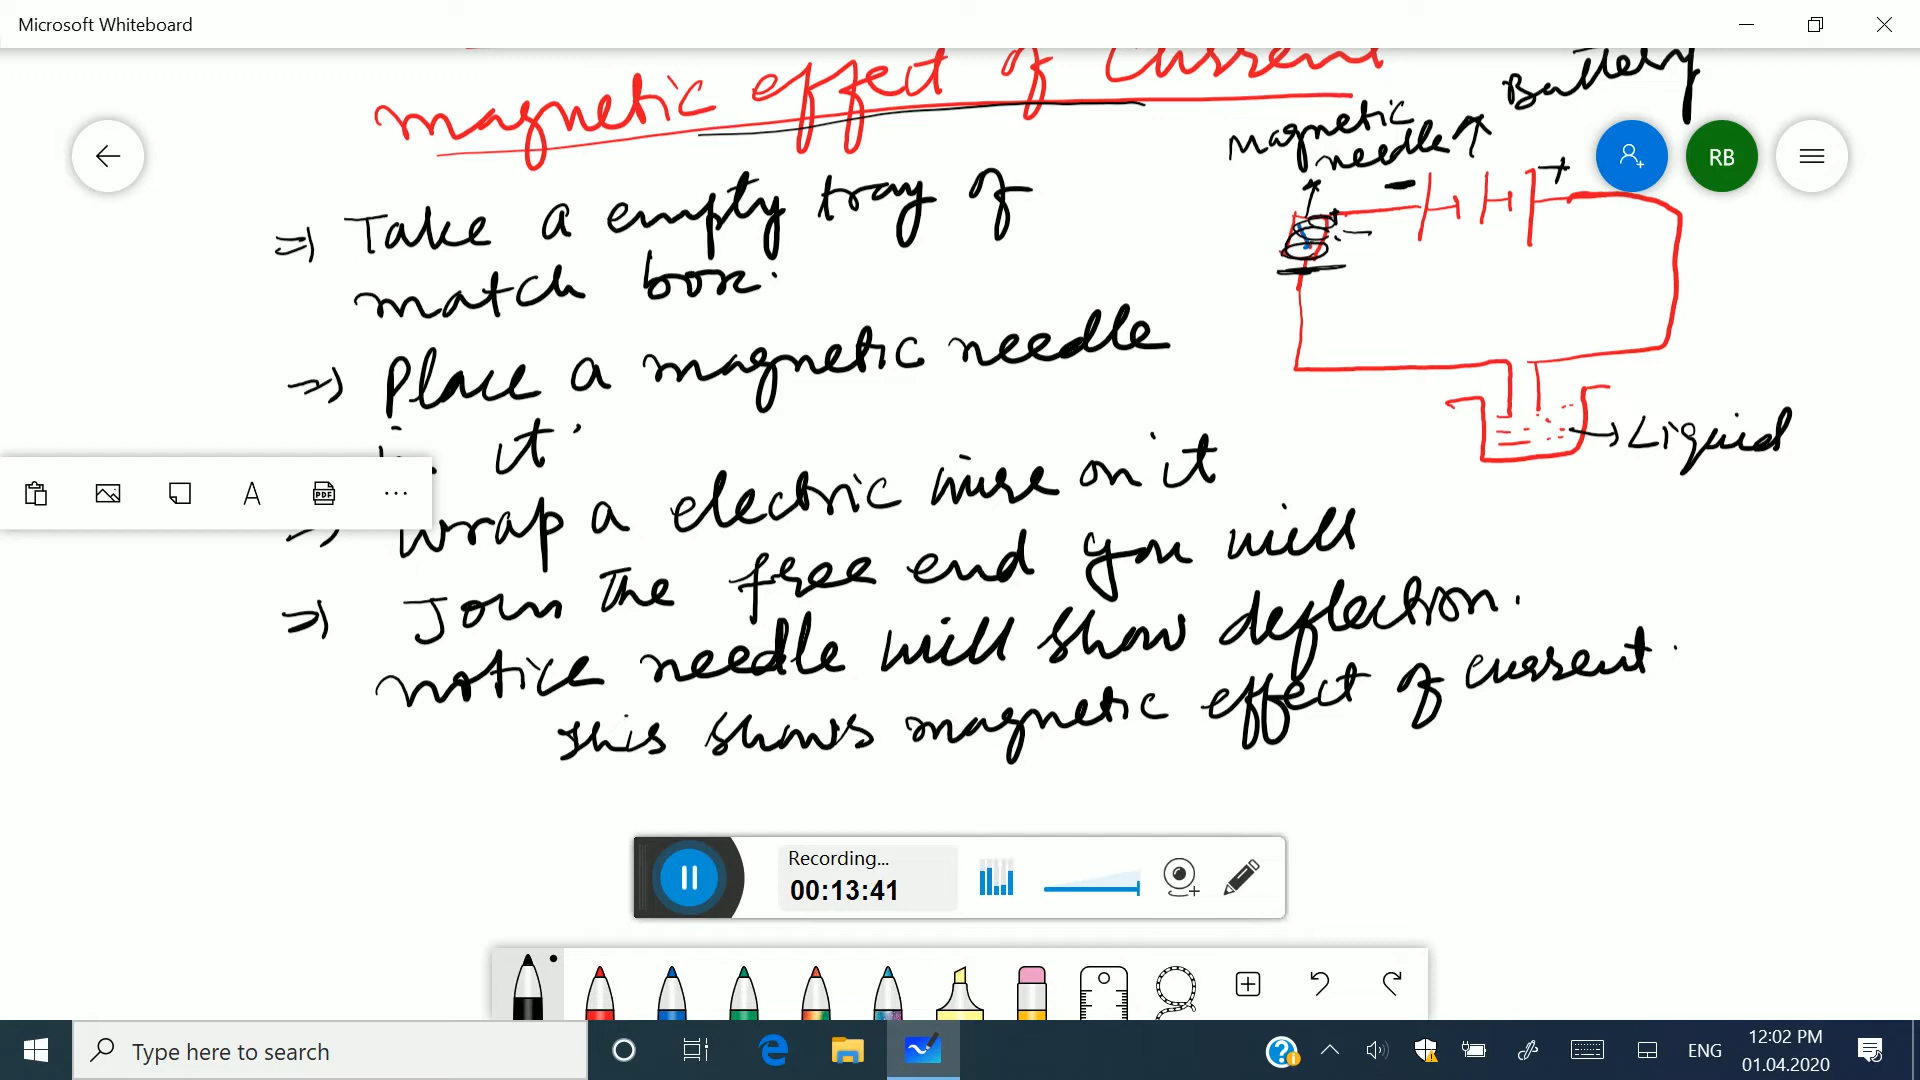 Microsoft Whiteboard
magnetic effect of current
Battery
magnetic
needle
RB
- +
+
-
=> Take a empty tray of
match box.
=> Place a magnetic needle
in it.
=> Wrap a electric wire on it
=> Join the free end you will
notice needle will show deflection.
This shows magnetic effect of current.
→ Liquid
A
PDF
...
Recording...
00:13:41
Type here to search
ENG
12:02 PM
01.04.2020